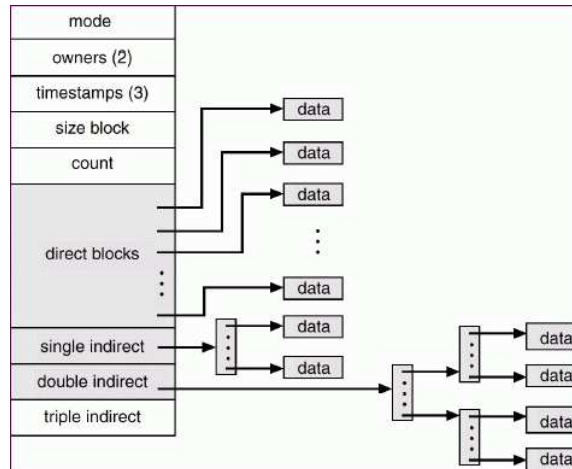 mode
owners (2)
timestamps (3)
size block
count
direct blocks
single indirect
double indirect
triple indirect
data
data
data
data
data
data
data
data
data
data